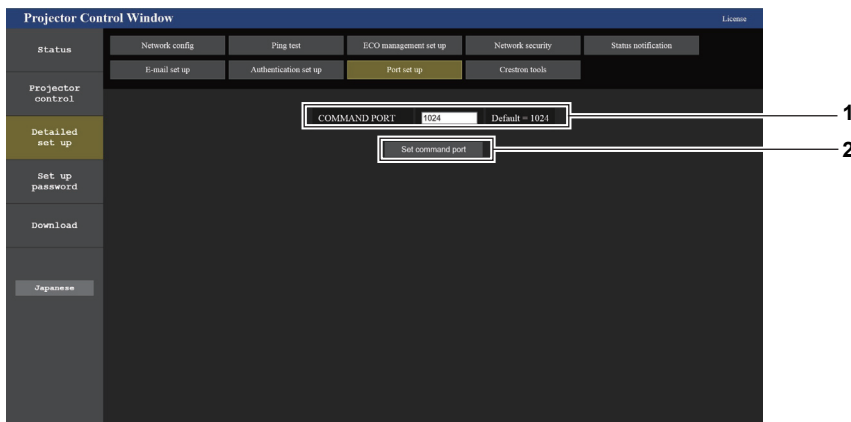 Projector Control Window
License
Status
Network config
Ping test
ECO management set up
Network security
Status notification
E-mail set up
Authentication set up
Port set up
Crestron tools
Projector
control
COMMAND PORT 1024 Default = 1024
1
Detailed
set up
Set command port
2
Set up
password
Download
Japanese